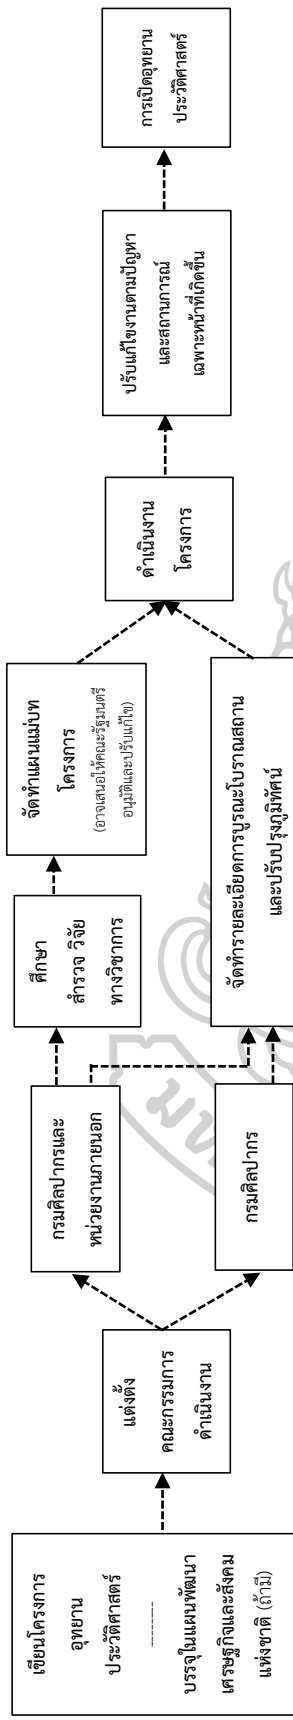 เขียนโครงการ
อุทยาน
ประวัติศาสตร์
---------
บรรจุในแผนพัฒนา
เศรษฐกิจและสังคม
แห่งชาติ (ถ้ามี)
แต่งตั้ง
คณะกรรมการ
ดำเนินงาน
กรมศิลปากรและ
หน่วยงานภายนอก
กรมศิลปากร
ศึกษา
สำรวจ วิจัย
ทางวิชาการ
จัดทำแผนแม่บท
โครงการ
(อาจเสนอให้คณะรัฐมนตรี
อนุมัติและปรับแก้ไข)
จัดทำรายละเอียดการบูรณะโบราณสถาน
และปรับปรุงภูมิทัศน์
ดำเนินงาน
โครงการ
ปรับแก้ไขงานตามปัญหา
และสถานการณ์
เฉพาะหน้าที่เกิดขึ้น
การเปิดอุทยาน
ประวัติศาสตร์